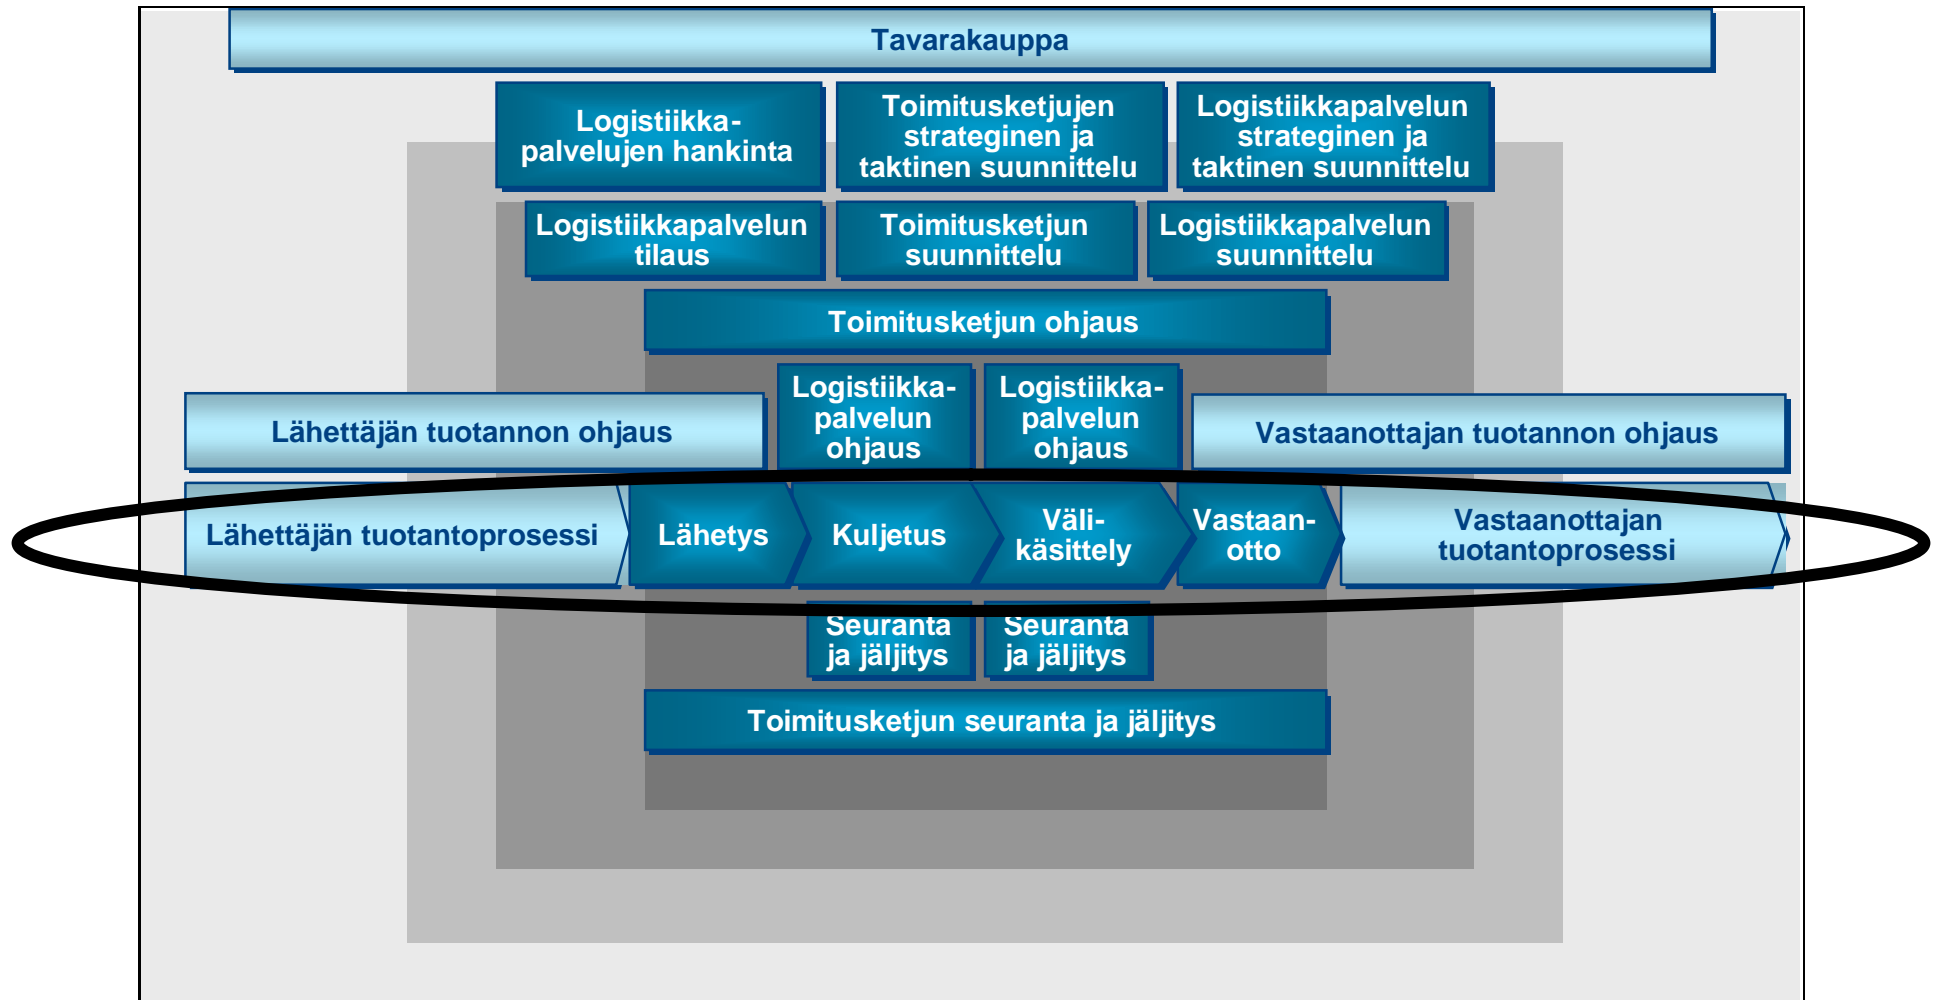 Tavarakauppa
Logistiikka-
palvelujen hankinta
Toimitusketjujen
strateginen ja
taktinen suunnittelu
Logistiikkapalvelun
strateginen ja
taktinen suunnittelu
Logistiikkapalvelun
tilaus
Toimitusketjun
suunnittelu
Logistiikkapalvelun
suunnittelu
Toimitusketjun ohjaus
Lähettäjän tuotannon ohjaus
Logistiikka-
palvelun
ohjaus
Logistiikka-
palvelun
ohjaus
Vastaanottajan tuotannon ohjaus
Lähettäjän tuotantoprosessi
Lähetys
Kuljetus
Väli-
käsittely
Vastaan-
otto
Vastaanottajan
tuotantoprosessi
Seuranta
ja jäljitys
Seuranta
ja jäljitys
Toimitusketjun seuranta ja jäljitys